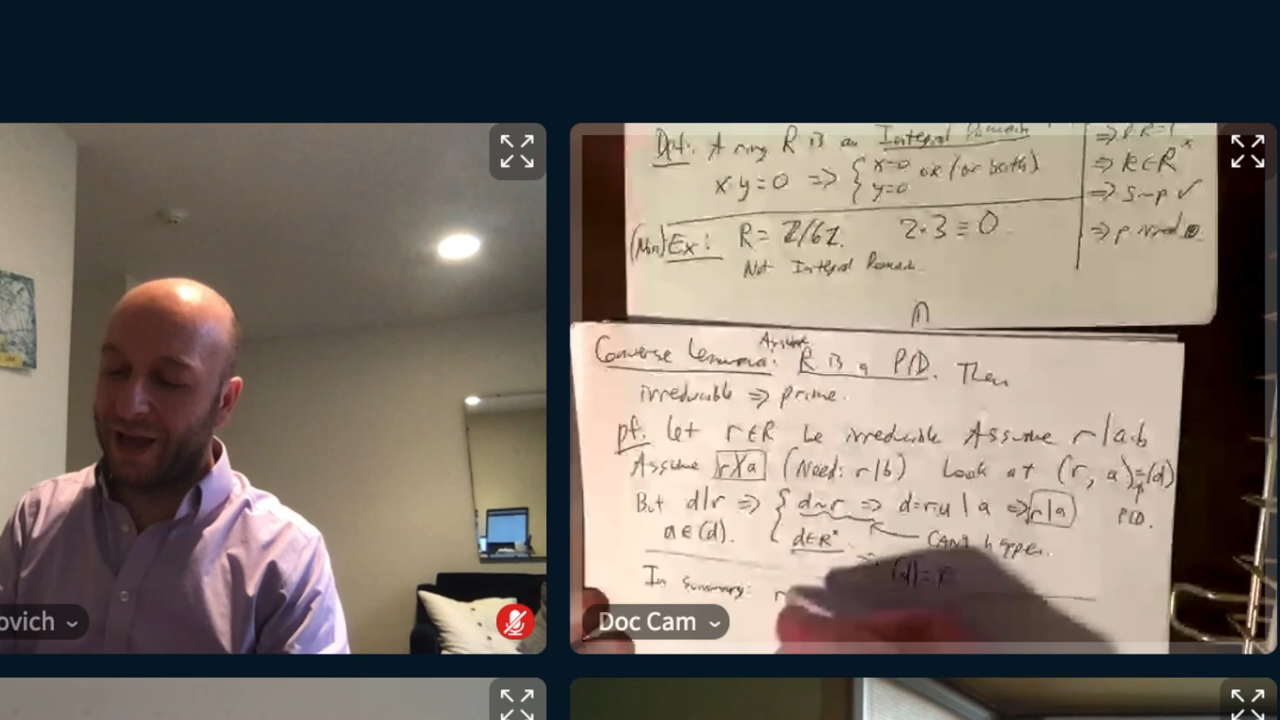 Def: A ring R is an Integral Domain
x·y=0 ⇒ { x=0 or (or both)
y=0
⇒ k∈R^x
⇒ s~p ✓
⇒ p irred
(Non) Ex: R = Z/6Z. 2·3 ≡ 0.
Not Integral Domain.
Converse Lemma: Assume R is a PID. Then
irreducible ⇒ prime.
pf: Let r∈R be irreducible Assume r|a·b
Assume r∤a (Need: r|b) Look at (r, a) = (d)
PID.
But d|r ⇒ { d~r ⇒ d=r·u | a ⇒ r|a
a∈(d). d∈R^x CAN'T happen.
(d)=R
In summary: r
ovich
Doc Cam